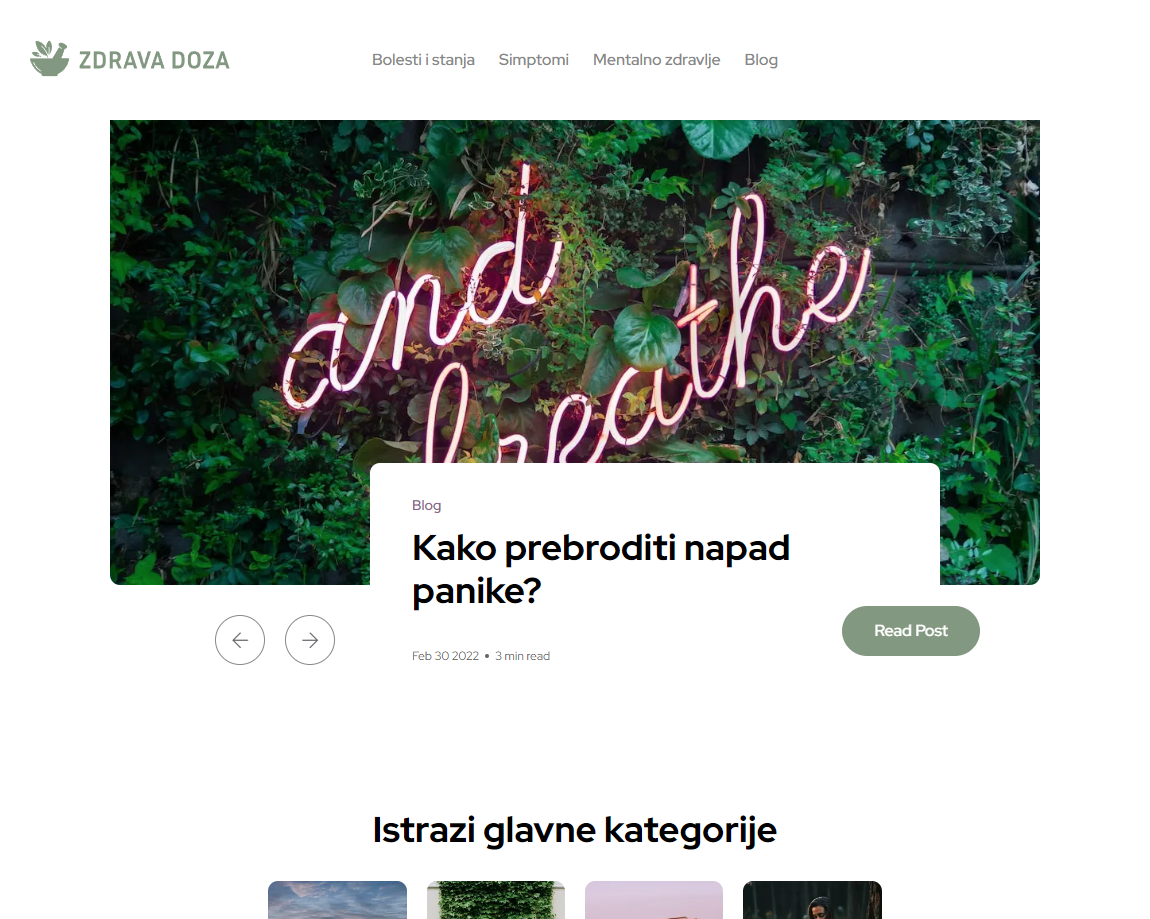 ZDRAVA DOZA
Bolesti i stanja Simptomi Mentalno zdravlje Blog
and
breathe
Blog
Kako prebroditi napad
panike?
Read Post
Feb 30 2022 • 3 min read
Istrazi glavne kategorije